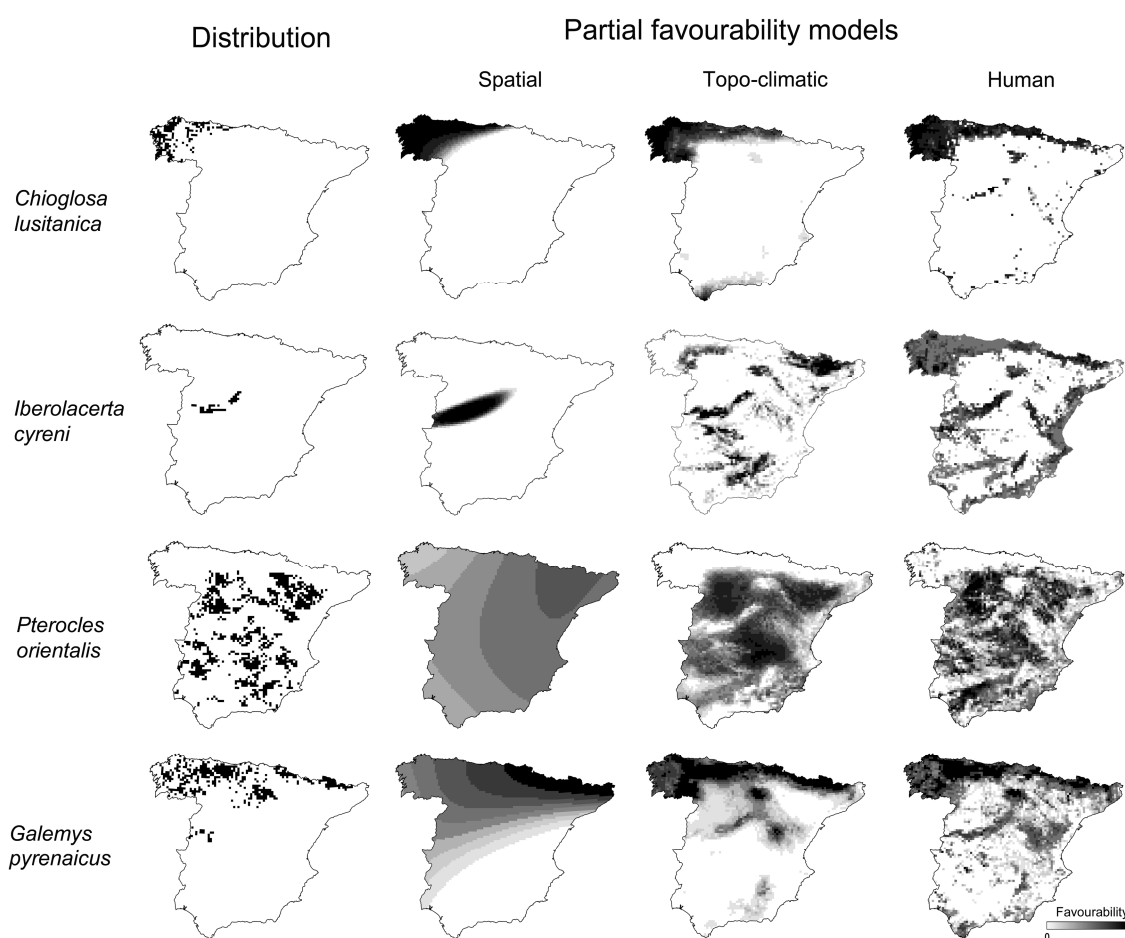 Distribution
Partial favourability models
Spatial
Topo-climatic
Human
Chioglosa
lusitanica
Iberolacerta
cyreni
Pterocles
orientalis
Galemys
pyrenaicus
Favourability
0